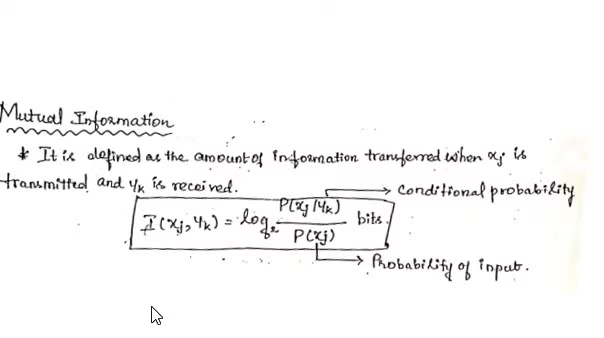 Mutual Information
* It is defined as the amount of information transferred when xj is
transmitted and yk is received.
I(xj, yk) = log2 P(xj/yk) / P(xj) bits.
→ Conditional probability
→ Probability of input.